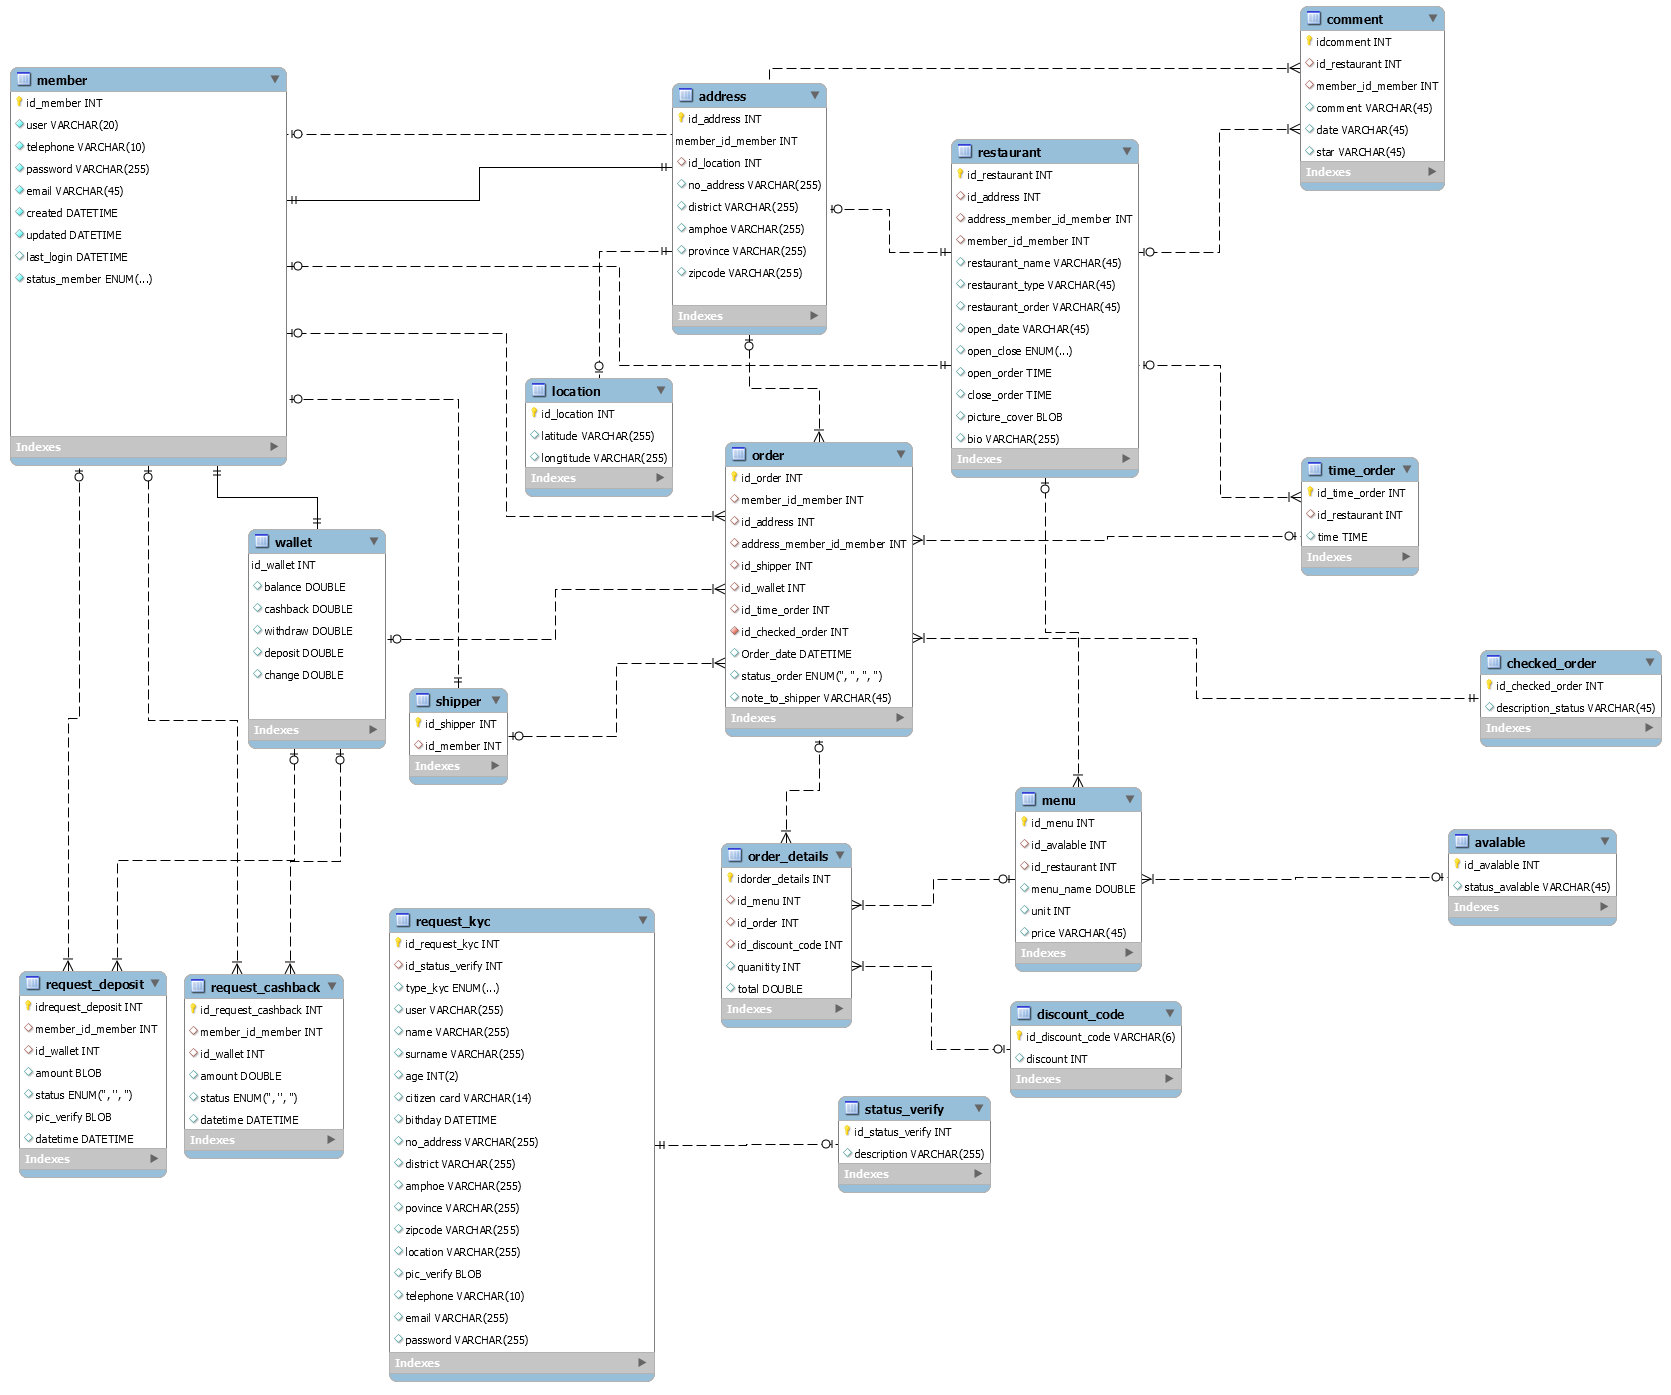 comment
idcomment INT
id_restaurant INT
member_id_member INT
comment VARCHAR(45)
date VARCHAR(45)
star VARCHAR(45)
Indexes
member
id_member INT
user VARCHAR(20)
telephone VARCHAR(10)
password VARCHAR(255)
email VARCHAR(45)
created DATETIME
updated DATETIME
last_login DATETIME
status_member ENUM(...)
Indexes
address
id_address INT
member_id_member INT
id_location INT
no_address VARCHAR(255)
district VARCHAR(255)
amphoe VARCHAR(255)
province VARCHAR(255)
zipcode VARCHAR(255)
Indexes
restaurant
id_restaurant INT
id_address INT
address_member_id_member INT
member_id_member INT
restaurant_name VARCHAR(45)
restaurant_type VARCHAR(45)
restaurant_order VARCHAR(45)
open_date VARCHAR(45)
open_close ENUM(...)
open_order TIME
close_order TIME
picture_cover BLOB
bio VARCHAR(255)
Indexes
location
id_location INT
latitude VARCHAR(255)
longtitude VARCHAR(255)
Indexes
order
id_order INT
member_id_member INT
id_address INT
address_member_id_member INT
id_shipper INT
id_wallet INT
id_time_order INT
id_checked_order INT
Order_date DATETIME
status_order ENUM('', '', '', '')
note_to_shipper VARCHAR(45)
Indexes
time_order
id_time_order INT
id_restaurant INT
time TIME
Indexes
wallet
id_wallet INT
balance DOUBLE
cashback DOUBLE
withdraw DOUBLE
deposit DOUBLE
change DOUBLE
Indexes
shipper
id_shipper INT
id_member INT
Indexes
checked_order
id_checked_order INT
description_status VARCHAR(45)
Indexes
menu
id_menu INT
id_avalable INT
id_restaurant INT
menu_name DOUBLE
unit INT
price VARCHAR(45)
Indexes
avalable
id_avalable INT
status_avalable VARCHAR(45)
Indexes
order_details
idorder_details INT
id_menu INT
id_order INT
id_discount_code INT
quanitity INT
total DOUBLE
Indexes
request_kyc
id_request_kyc INT
id_status_verify INT
type_kyc ENUM(...)
user VARCHAR(255)
name VARCHAR(255)
surname VARCHAR(255)
age INT(2)
citizen card VARCHAR(14)
bithday DATETIME
no_address VARCHAR(255)
district VARCHAR(255)
amphoe VARCHAR(255)
povince VARCHAR(255)
zipcode VARCHAR(255)
location VARCHAR(255)
pic_verify BLOB
telephone VARCHAR(10)
email VARCHAR(255)
password VARCHAR(255)
Indexes
request_deposit
idrequest_deposit INT
member_id_member INT
id_wallet INT
amount BLOB
status ENUM('', '', '')
pic_verify BLOB
datetime DATETIME
Indexes
request_cashback
id_request_cashback INT
member_id_member INT
id_wallet INT
amount DOUBLE
status ENUM('', '', '')
datetime DATETIME
Indexes
discount_code
id_discount_code VARCHAR(6)
discount INT
Indexes
status_verify
id_status_verify INT
description VARCHAR(255)
Indexes